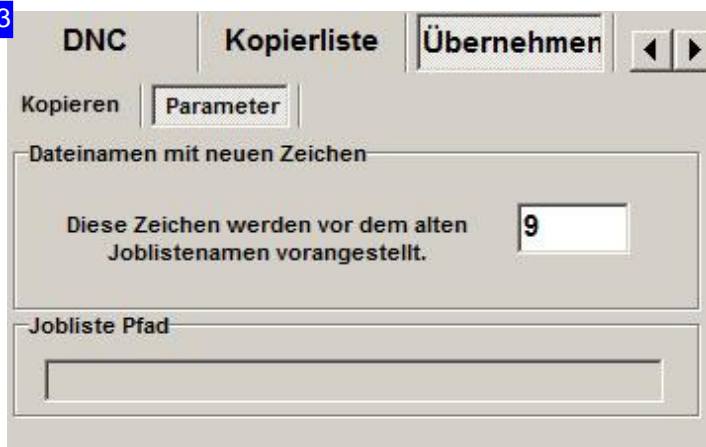 3
DNC Kopierliste Übernehmen
Kopieren Parameter
Dateinamen mit neuen Zeichen
Diese Zeichen werden vor dem alten 9
Joblistenamen vorangestellt.
Jobliste Pfad